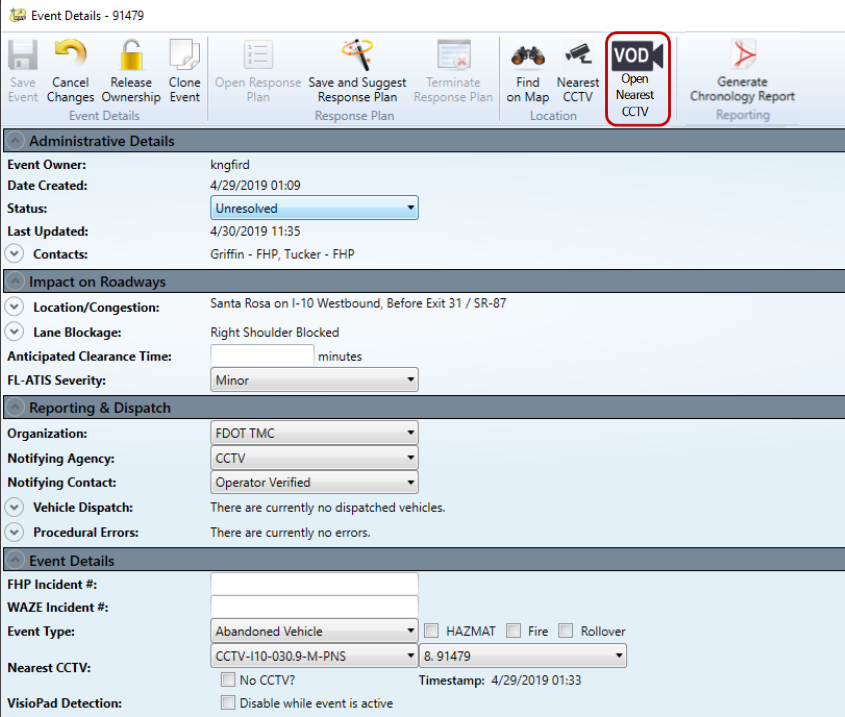 Event Details - 91479
Save Event
Cancel Changes
Release Ownership
Clone Event
Event Details
Open Response Plan
Save and Suggest Response Plan
Terminate Response Plan
Response Plan
Find on Map
Nearest CCTV
Location
VOD
Open Nearest CCTV
Generate Chronology Report
Reporting
Administrative Details
Event Owner: kngfird
Date Created: 4/29/2019 01:09
Status: Unresolved
Last Updated: 4/30/2019 11:35
Contacts: Griffin - FHP, Tucker - FHP
Impact on Roadways
Location/Congestion: Santa Rosa on I-10 Westbound, Before Exit 31 / SR-87
Lane Blockage: Right Shoulder Blocked
Anticipated Clearance Time: minutes
FL-ATIS Severity: Minor
Reporting & Dispatch
Organization: FDOT TMC
Notifying Agency: CCTV
Notifying Contact: Operator Verified
Vehicle Dispatch: There are currently no dispatched vehicles.
Procedural Errors: There are currently no errors.
Event Details
FHP Incident #:
WAZE Incident #:
Event Type: Abandoned Vehicle HAZMAT Fire Rollover
Nearest CCTV: CCTV-I10-030.9-M-PNS 8. 91479
No CCTV? Timestamp: 4/29/2019 01:33
VisioPad Detection: Disable while event is active